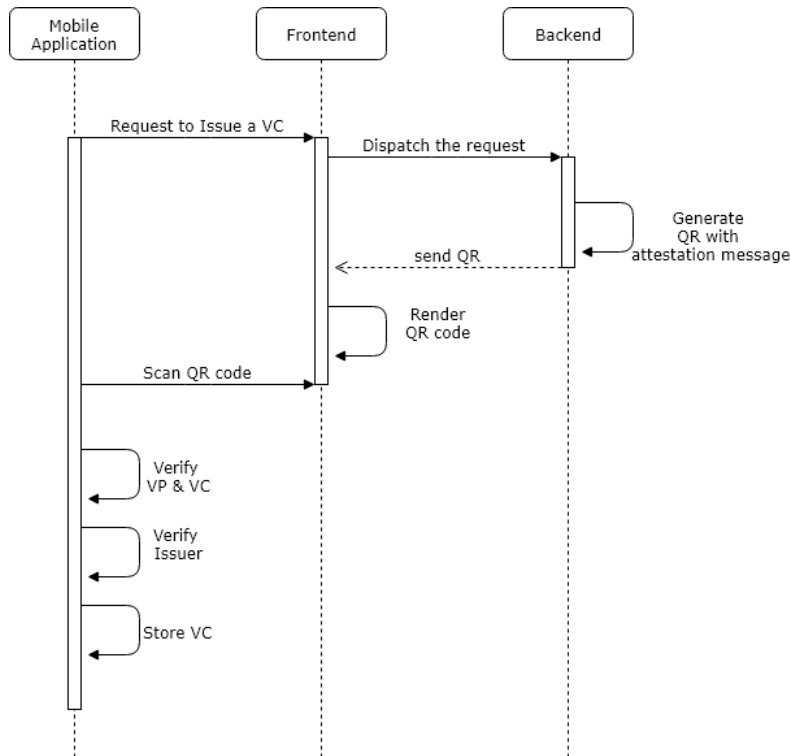 Mobile
Application
Frontend
Backend
Request to Issue a VC
Dispatch the request
Generate
QR with
attestation message
send QR
Render
QR code
Scan QR code
Verify
VP & VC
Verify
Issuer
Store VC